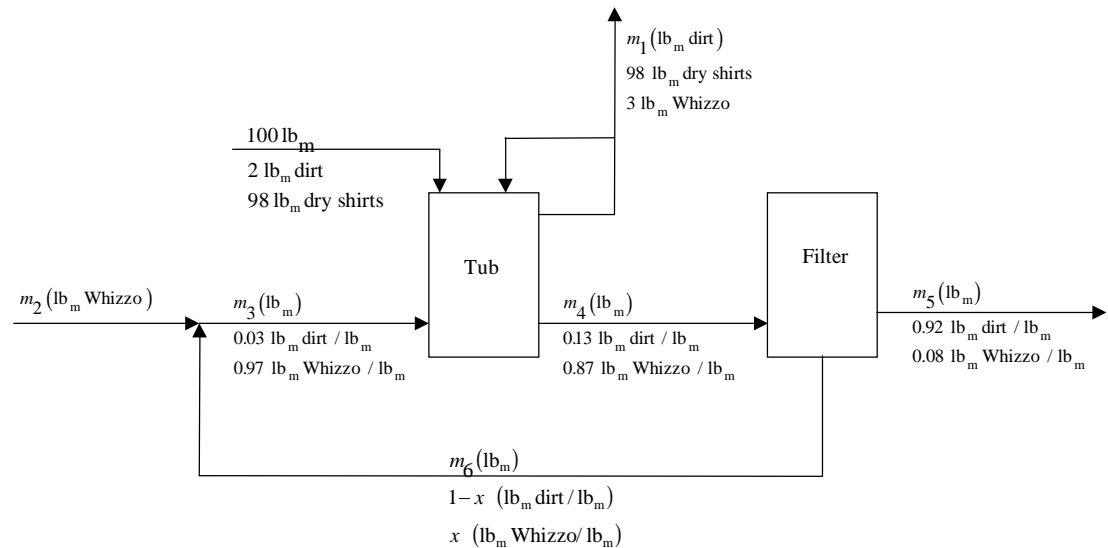 m1(lbm dirt)
98 lbm dry shirts
3 lbm Whizzo
100 lbm
2 lbm dirt
98 lbm dry shirts
Tub
Filter
m2(lbm Whizzo)
m3(lbm)
0.03 lbm dirt / lbm
0.97 lbm Whizzo / lbm
m4(lbm)
0.13 lbm dirt / lbm
0.87 lbm Whizzo / lbm
m5(lbm)
0.92 lbm dirt / lbm
0.08 lbm Whizzo / lbm
m6(lbm)
1−x (lbm dirt/lbm)
x (lbm Whizzo/lbm)